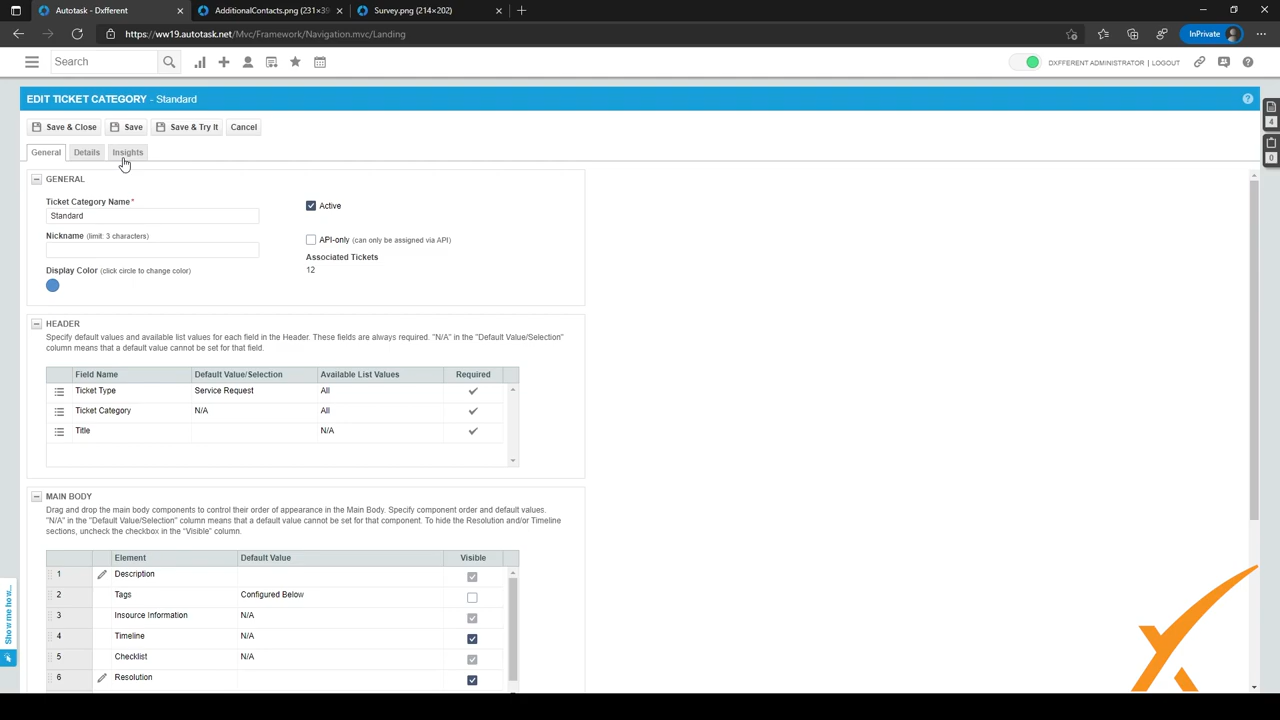 Autotask - Dxfferent
AdditionalContacts.png (231×39
Survey.png (214×202)
https://ww19.autotask.net/Mvc/Framework/Navigation.mvc/Landing
InPrivate
Search
DXFFERENT ADMINISTRATOR | LOGOUT
EDIT TICKET CATEGORY - Standard
Save & Close
Save
Save & Try It
Cancel
4
0
General
Details
Insights
GENERAL
Ticket Category Name*
Standard
Active
Nickname (limit: 3 characters)
API-only (can only be assigned via API)
Associated Tickets
12
Display Color (click circle to change color)
HEADER
Specify default values and available list values for each field in the Header. These fields are always required. "N/A" in the "Default Value/Selection"
column means that a default value cannot be set for that field.
Field Name Default Value/Selection Available List Values Required
Ticket Type Service Request All
Ticket Category N/A All
Title N/A
MAIN BODY
Drag and drop the main body components to control their order of appearance in the Main Body. Specify component order and default values.
"N/A" in the "Default Value/Selection" column means that a default value cannot be set for that component. To hide the Resolution and/or Timeline
sections, uncheck the checkbox in the "Visible" column.
Element Default Value Visible
1 Description
2 Tags Configured Below
3 Insource Information N/A
4 Timeline N/A
5 Checklist N/A
6 Resolution
Show me how...